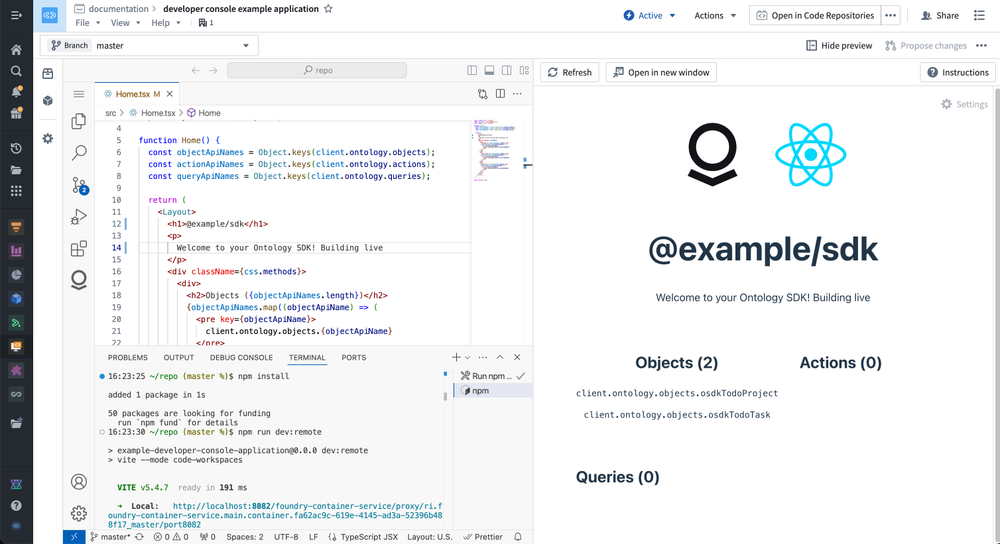 documentation > developer console example application
File View Help 1
Active Actions Open in Code Repositories Share
Branch master
Hide preview Propose changes
repo
Refresh Open in new window Instructions
Home.tsx M
src > Home.tsx > Home
Settings
4
5 function Home() {
6 const objectApiNames = Object.keys(client.ontology.objects);
7 const actionApiNames = Object.keys(client.ontology.actions);
8 const queryApiNames = Object.keys(client.ontology.queries);
9
10 return (
11 <Layout>
12 <h1>@example/sdk</h1>
13 <p>
14 Welcome to your Ontology SDK! Building live
15 </p>
16 <div className={css.methods}>
17 <div>
18 <h2>Objects ({objectApiNames.length})</h2>
19 {objectApiNames.map((objectApiName) => (
20 <pre key={objectApiName}>
21 client.ontology.objects.{objectApiName}
22 </pre>
2
PROBLEMS OUTPUT DEBUG CONSOLE TERMINAL PORTS
16:23:25 ~/repo (master %)$ npm install
added 1 package in 1s
50 packages are looking for funding
run `npm fund` for details
16:23:30 ~/repo (master %)$ npm run dev:remote
> example-developer-console-application@0.0.0 dev:remote
> vite --mode code-workspaces
VITE v5.4.7 ready in 191 ms
➜ Local: http://localhost:8082/foundry-container-service/proxy/ri.f
oundry-container-service.main.container.fa62ac9c-619e-4145-ad3a-52396b48
8f17_master/port8082
Run npm ...
npm
master* 0 0 0 Spaces: 2 UTF-8 LF {} TypeScript JSX Layout: U.S. Prettier
@example/sdk
Welcome to your Ontology SDK! Building live
Objects (2) Actions (0)
client.ontology.objects.osdkTodoProject
client.ontology.objects.osdkTodoTask
Queries (0)